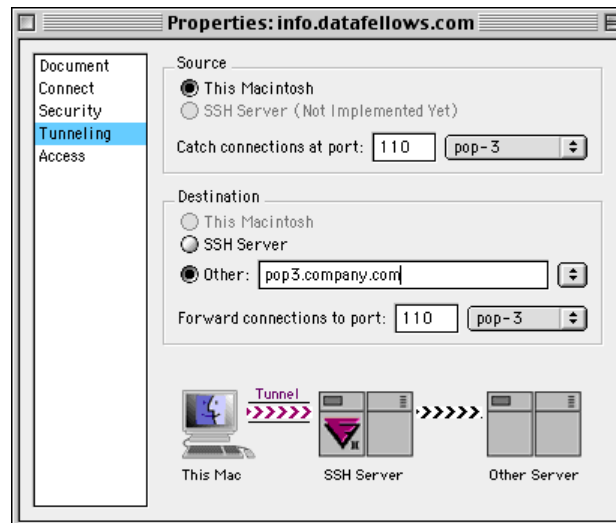 Properties: info.datafellows.com
Document
Connect
Security
Tunneling
Access
Source
This Macintosh
SSH Server (Not Implemented Yet)
Catch connections at port: 110 pop-3
Destination
This Macintosh
SSH Server
Other: pop3.company.com
Forward connections to port: 110 pop-3
Tunnel
This Mac SSH Server Other Server